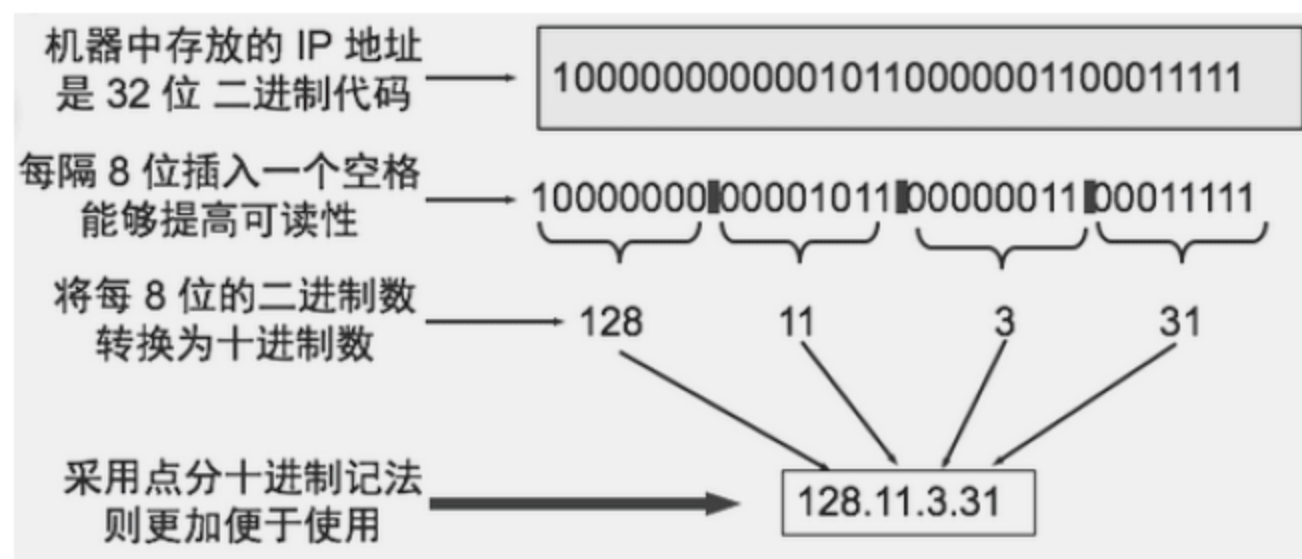 机器中存放的 IP 地址
是 32 位 二进制代码
10000000000010110000001100011111
每隔 8 位插入一个空格
能够提高可读性
10000000 00001011 00000011 00011111
将每 8 位的二进制数
转换为十进制数
128 11 3 31
采用点分十进制记法
则更加便于使用
128.11.3.31